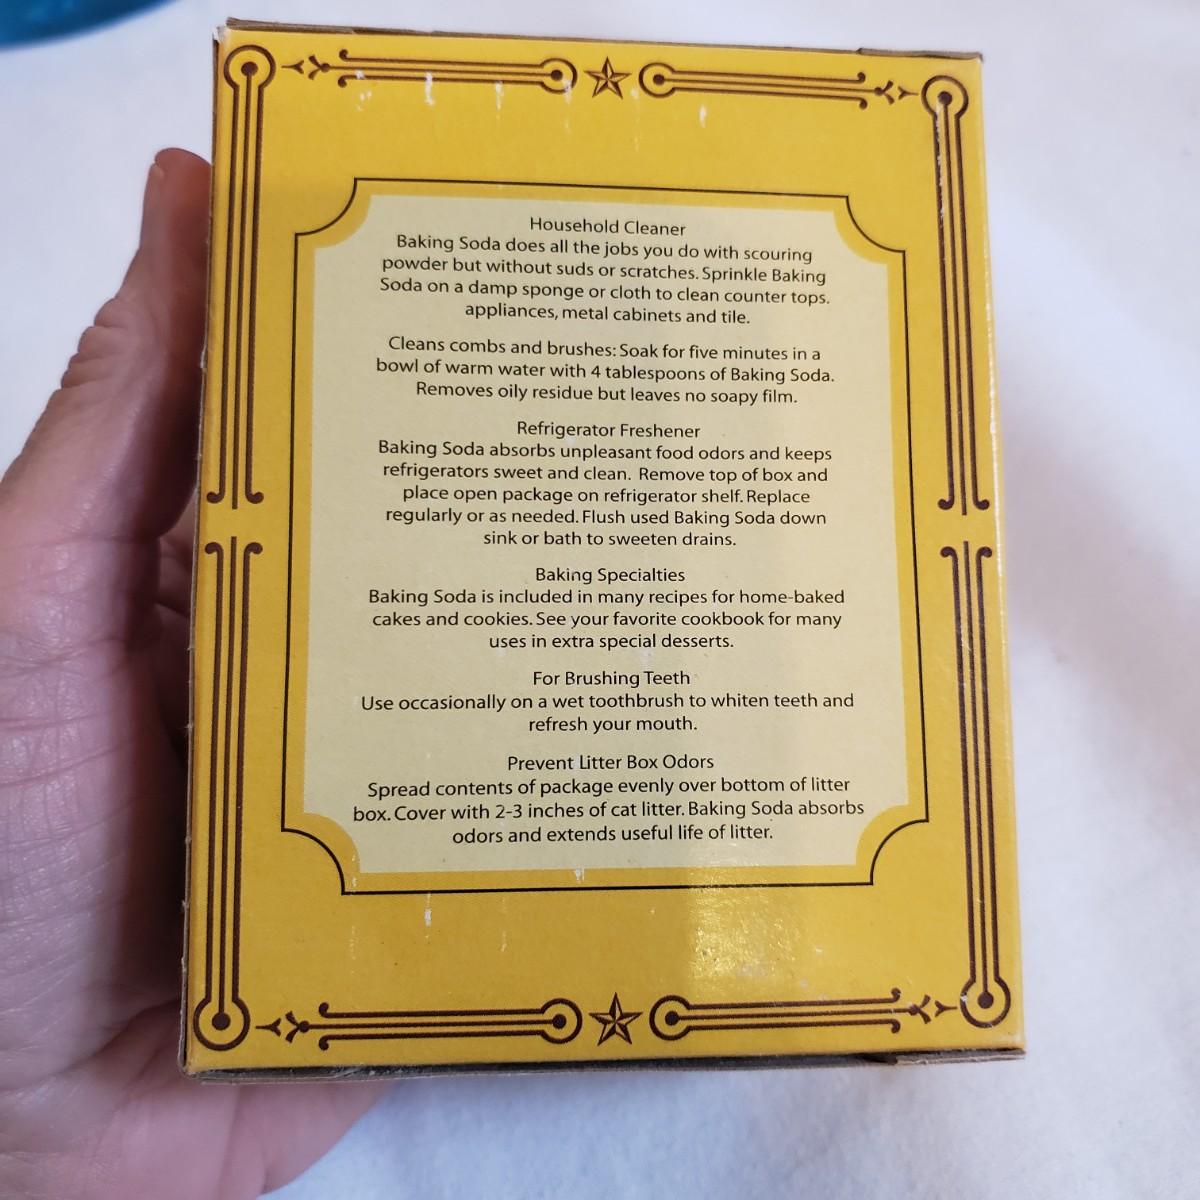 Household Cleaner
Baking Soda does all the jobs you do with scouring
powder but without suds or scratches. Sprinkle Baking
Soda on a damp sponge or cloth to clean counter tops.
appliances, metal cabinets and tile.
Cleans combs and brushes: Soak for five minutes in a
bowl of warm water with 4 tablespoons of Baking Soda.
Removes oily residue but leaves no soapy film.
Refrigerator Freshener
Baking Soda absorbs unpleasant food odors and keeps
refrigerators sweet and clean. Remove top of box and
place open package on refrigerator shelf. Replace
regularly or as needed. Flush used Baking Soda down
sink or bath to sweeten drains.
Baking Specialties
Baking Soda is included in many recipes for home-baked
cakes and cookies. See your favorite cookbook for many
uses in extra special desserts.
For Brushing Teeth
Use occasionally on a wet toothbrush to whiten teeth and
refresh your mouth.
Prevent Litter Box Odors
Spread contents of package evenly over bottom of litter
box. Cover with 2-3 inches of cat litter. Baking Soda absorbs
odors and extends useful life of litter.